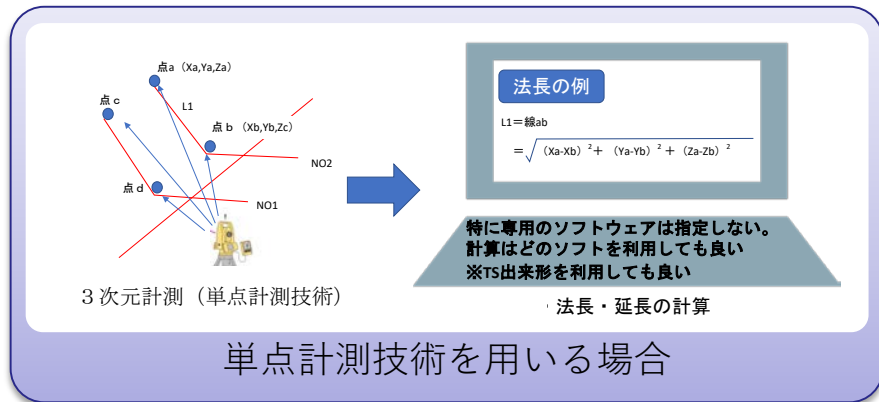 点a（Xa,Ya,Za）
点ｃ
L1
点ｂ（Xb,Yb,Zc）
NO2
点ｄ
NO1
３次元計測（単点計測技術）
法長の例
L1＝線ab
＝√（Xa-Xb）²＋（Ya-Yb）²＋（Za-Zb）²
特に専用のソフトウェアは指定しない。
計算はどのソフトを利用しても良い
※TS出来形を利用しても良い
・法長・延長の計算
単点計測技術を用いる場合